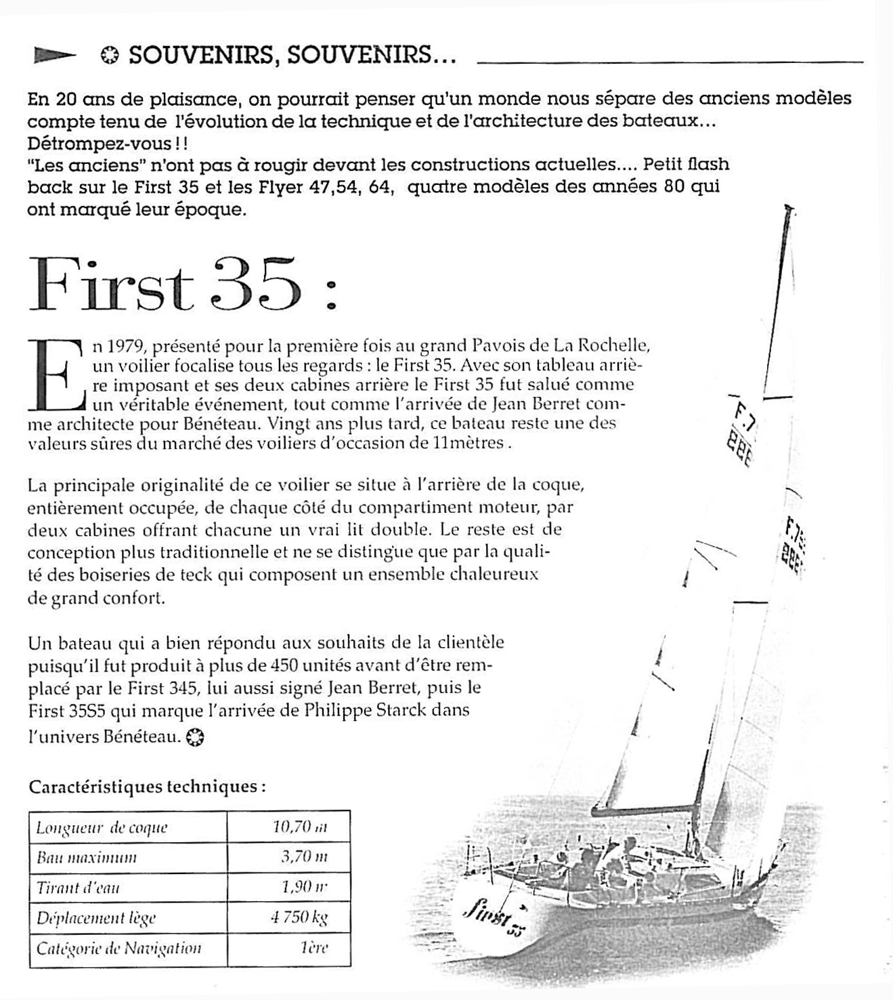 SOUVENIRS, SOUVENIRS...
En 20 ans de plaisance, on pourrait penser qu'un monde nous sépare des anciens modèles
compte tenu de l'évolution de la technique et de l'architecture des bateaux...
Détrompez-vous !!
"Les anciens" n'ont pas à rougir devant les constructions actuelles.... Petit flash
back sur le First 35 et les Flyer 47,54, 64, quatre modèles des années 80 qui
ont marqué leur époque.
First 35 :
En 1979, présenté pour la première fois au grand Pavois de La Rochelle,
un voilier focalise tous les regards : le First 35. Avec son tableau arriè-
re imposant et ses deux cabines arrière le First 35 fut salué comme
un véritable événement, tout comme l'arrivée de Jean Berret com-
me architecte pour Bénéteau. Vingt ans plus tard, ce bateau reste une des
valeurs sûres du marché des voiliers d'occasion de 11mètres .
La principale originalité de ce voilier se situe à l'arrière de la coque,
entièrement occupée, de chaque côté du compartiment moteur, par
deux cabines offrant chacune un vrai lit double. Le reste est de
conception plus traditionnelle et ne se distingue que par la quali-
té des boiseries de teck qui composent un ensemble chaleureux
de grand confort.
Un bateau qui a bien répondu aux souhaits de la clientèle
puisqu'il fut produit à plus de 450 unités avant d'être rem-
placé par le First 345, lui aussi signé Jean Berret, puis le
First 35S5 qui marque l'arrivée de Philippe Starck dans
l'univers Bénéteau.
Caractéristiques techniques :
Longueur de coque 10,70 m
Bau maximum 3,70 m
Tirant d'eau 1,90 m
Déplacement lège 4 750 kg
Catégorie de Navigation 1ère
F.7
F.75
first
35